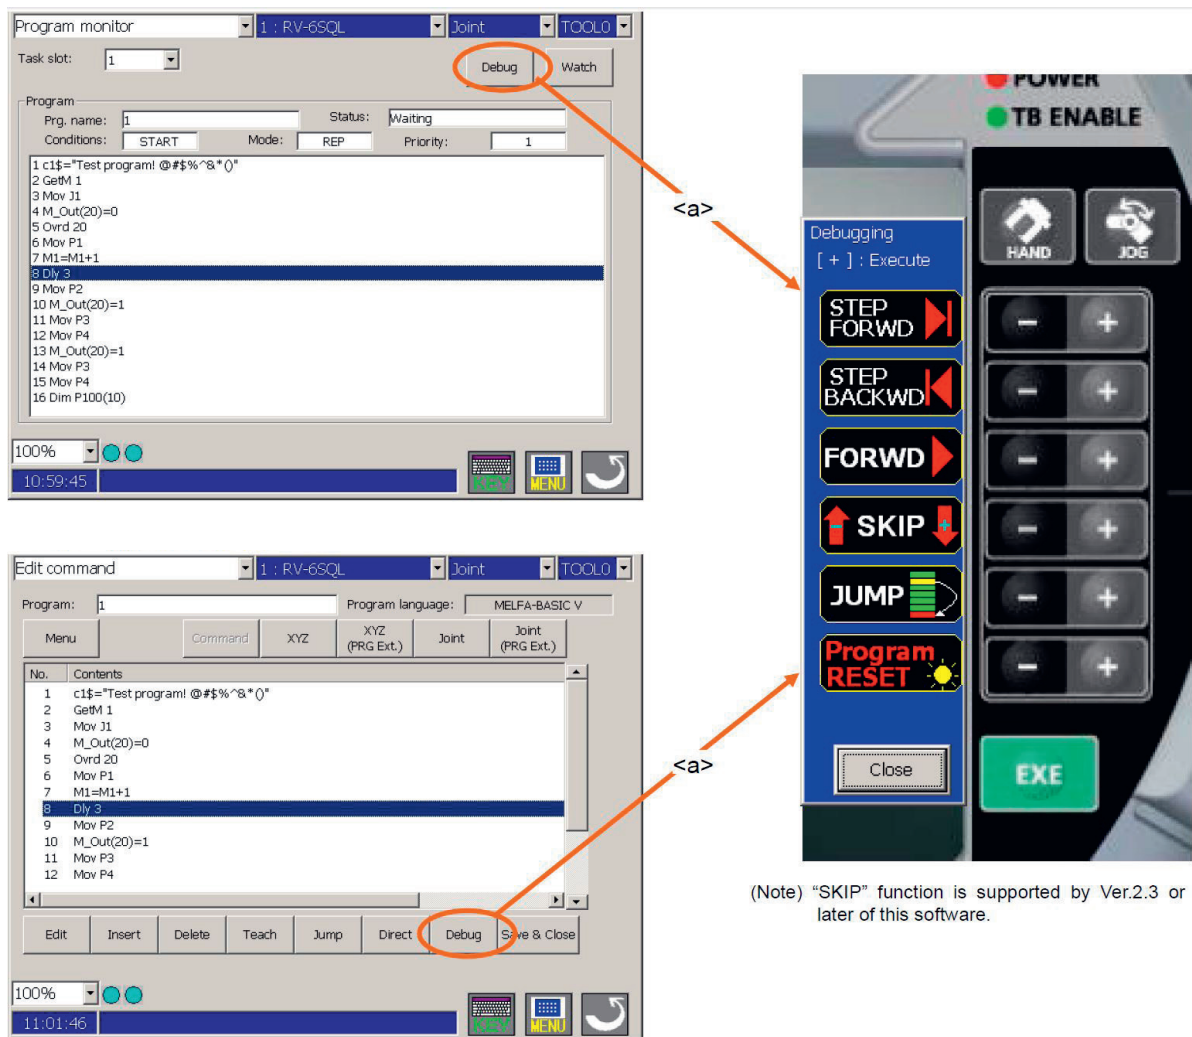 Program monitor
1 : RV-6SQL
Joint
TOOL0
Task slot:
1
Debug
Watch
Program
Prg. name:
1
Status:
Waiting
Conditions:
START
Mode:
REP
Priority:
1
1 c1$="Test program! @#$%^&*()"
2 GetM 1
3 Mov J1
4 M_Out(20)=0
5 Ovrd 20
6 Mov P1
7 M1=M1+1
8 Dly 3
9 Mov P2
10 M_Out(20)=1
11 Mov P3
12 Mov P4
13 M_Out(20)=1
14 Mov P3
15 Mov P4
16 Dim P100(10)
100%
10:59:45
KEY
MENU
<a>
Edit command
1 : RV-6SQL
Joint
TOOL0
Program:
1
Program language:
MELFA-BASIC V
Menu
Command
XYZ
XYZ
(PRG Ext.)
Joint
Joint
(PRG Ext.)
No.
Contents
1 c1$="Test program! @#$%^&*()"
2 GetM 1
3 Mov J1
4 M_Out(20)=0
5 Ovrd 20
6 Mov P1
7 M1=M1+1
8 Dly 3
9 Mov P2
10 M_Out(20)=1
11 Mov P3
12 Mov P4
Edit
Insert
Delete
Teach
Jump
Direct
Debug
Save & Close
100%
11:01:46
KEY
MENU
<a>
POWER
TB ENABLE
HAND
JOG
Debugging
[ + ] : Execute
STEP
FORWD
STEP
BACKWD
FORWD
- SKIP +
JUMP
Program
RESET
Close
- +
- +
- +
- +
- +
- +
EXE
(Note) “SKIP” function is supported by Ver.2.3 or
later of this software.